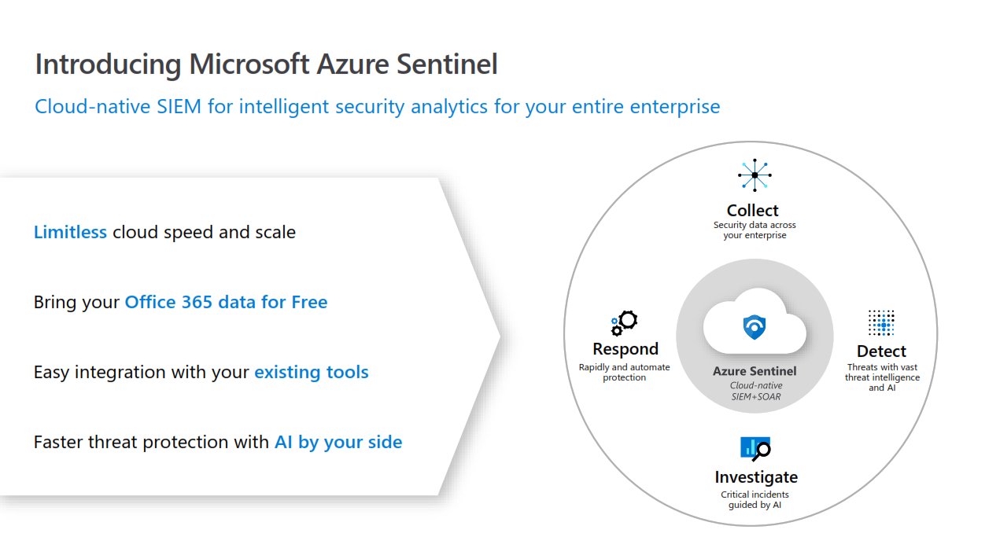 Introducing Microsoft Azure Sentinel
Cloud-native SIEM for intelligent security analytics for your entire enterprise
Limitless cloud speed and scale
Bring your Office 365 data for Free
Easy integration with your existing tools
Faster threat protection with AI by your side
Collect
Security data across
your enterprise
Detect
Threats with vast
threat intelligence
and AI
Investigate
Critical incidents
guided by AI
Respond
Rapidly and automate
protection
Azure Sentinel
Cloud-native
SIEM+SOAR